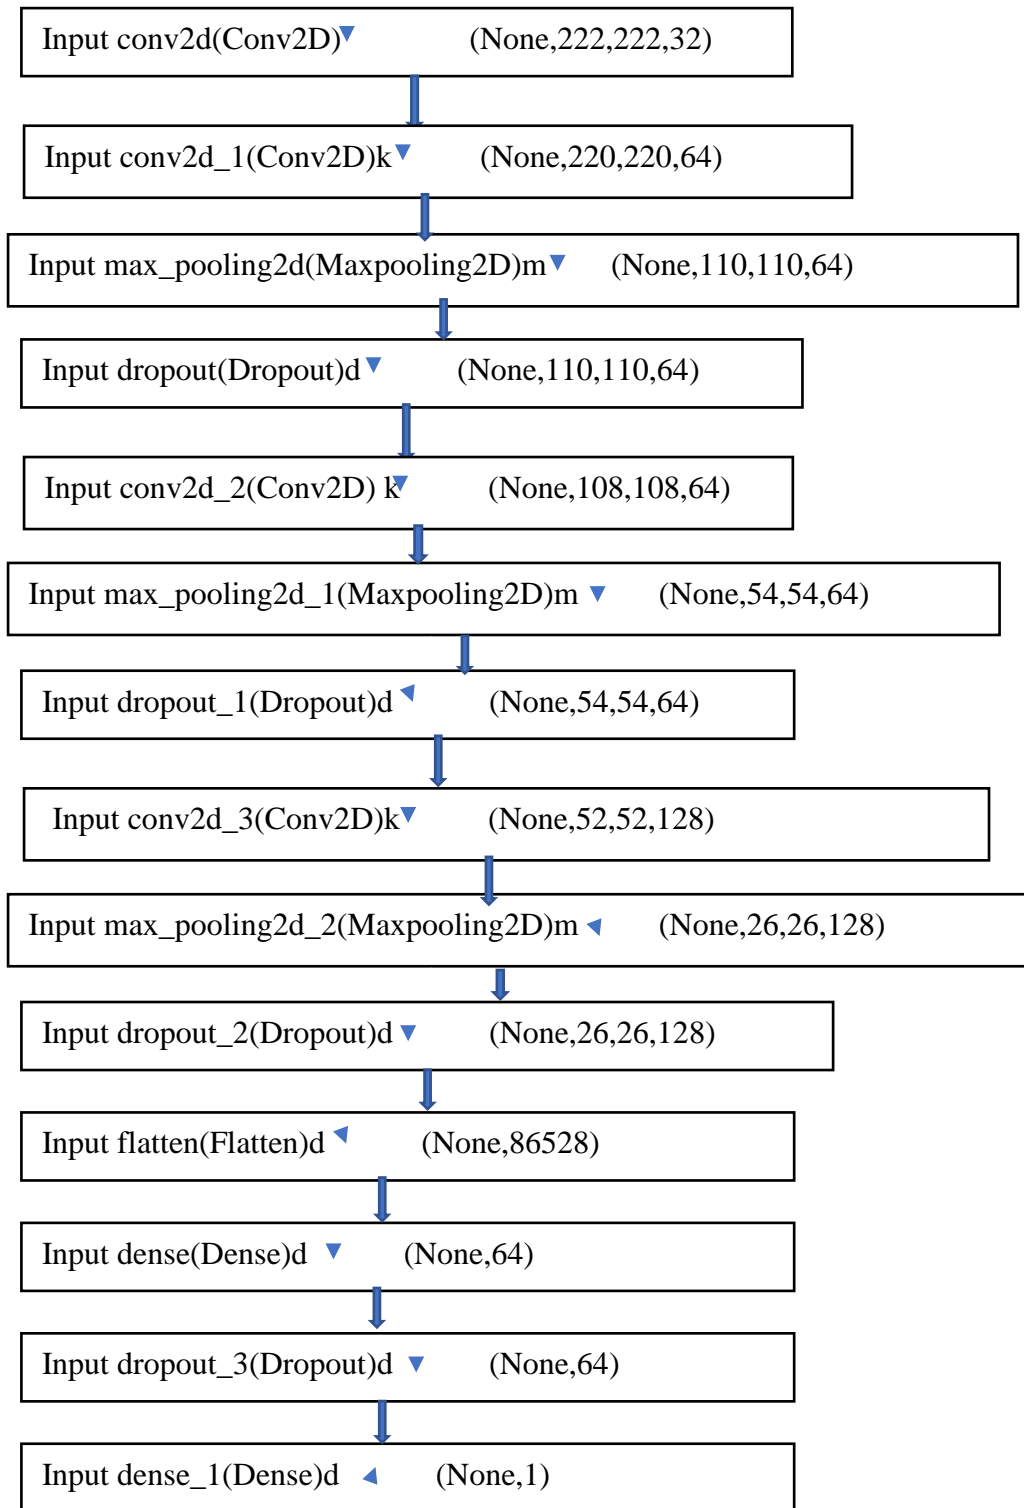 Input conv2d(Conv2D) (None,222,222,32)
Input conv2d_1(Conv2D)k (None,220,220,64)
Input max_pooling2d(Maxpooling2D)m (None,110,110,64)
Input dropout(Dropout)d (None,110,110,64)
Input conv2d_2(Conv2D) k (None,108,108,64)
Input max_pooling2d_1(Maxpooling2D)m (None,54,54,64)
Input dropout_1(Dropout)d (None,54,54,64)
Input conv2d_3(Conv2D)k (None,52,52,128)
Input max_pooling2d_2(Maxpooling2D)m (None,26,26,128)
Input dropout_2(Dropout)d (None,26,26,128)
Input flatten(Flatten)d (None,86528)
Input dense(Dense)d (None,64)
Input dropout_3(Dropout)d (None,64)
Input dense_1(Dense)d (None,1)